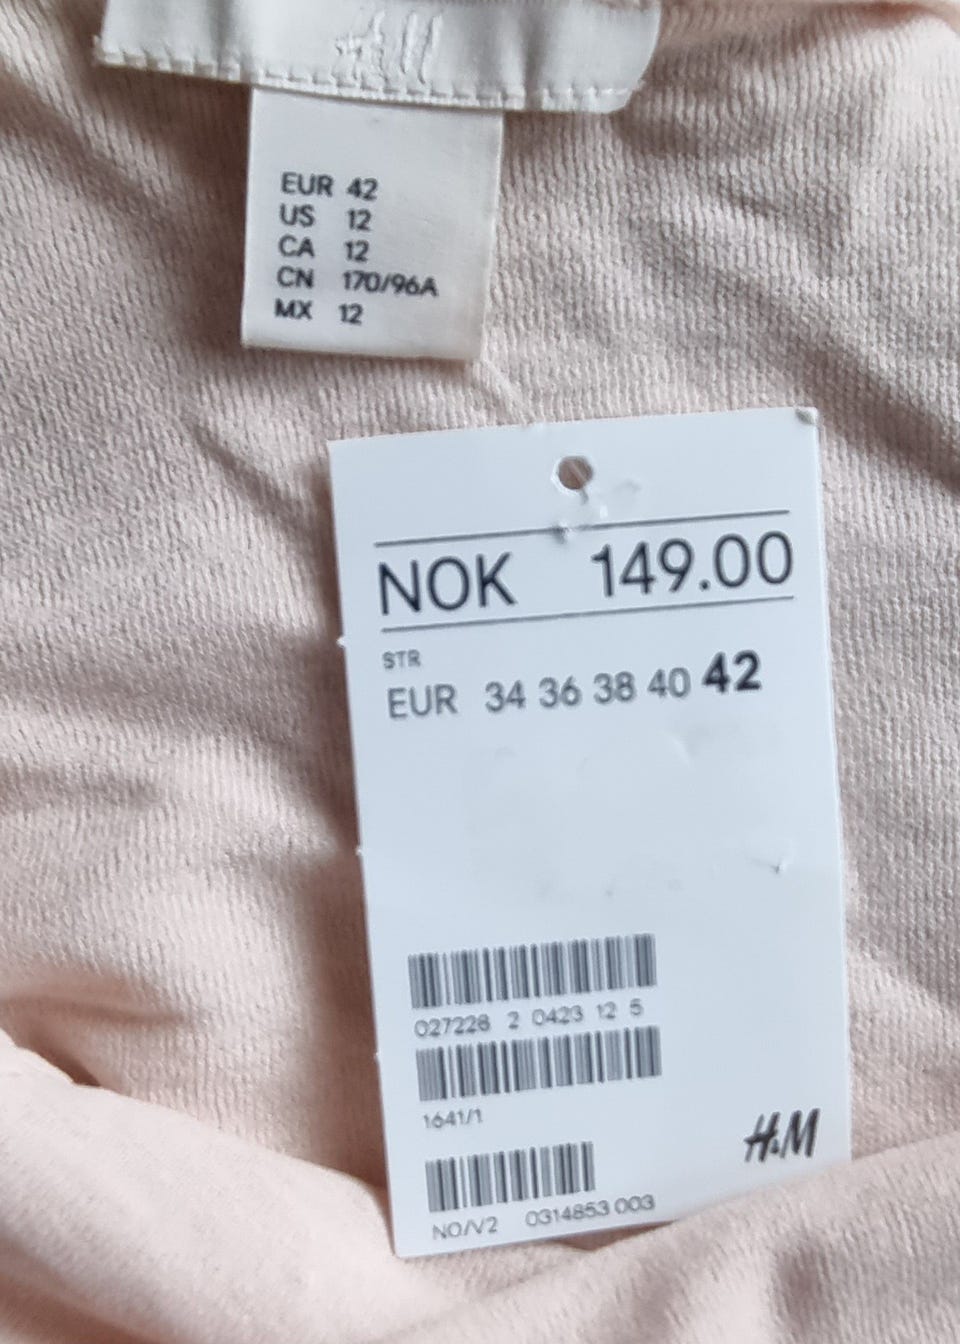 H&M
EUR 42
US 12
CA 12
CN 170/96A
MX 12
NOK 149.00
STR
EUR 34 36 38 40 42
027228 2 0423 12 5
1641/1
H&M
NO/V2 0314853 003